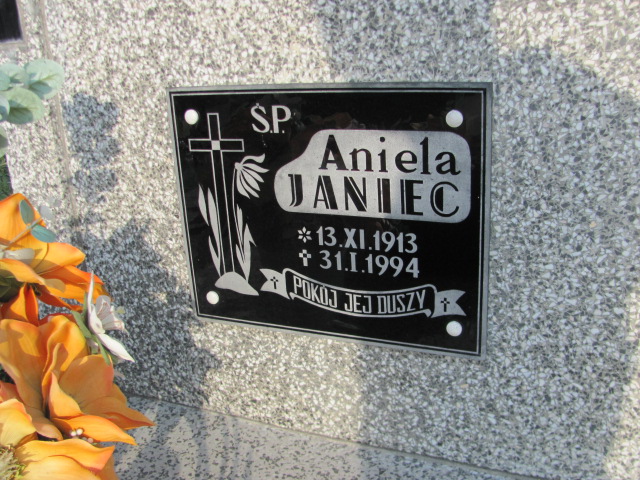 Ś.P.
Aniela
JANIEC
* 13.XI.1913
✝ 31.I.1994
POKÓJ JEJ DUSZY